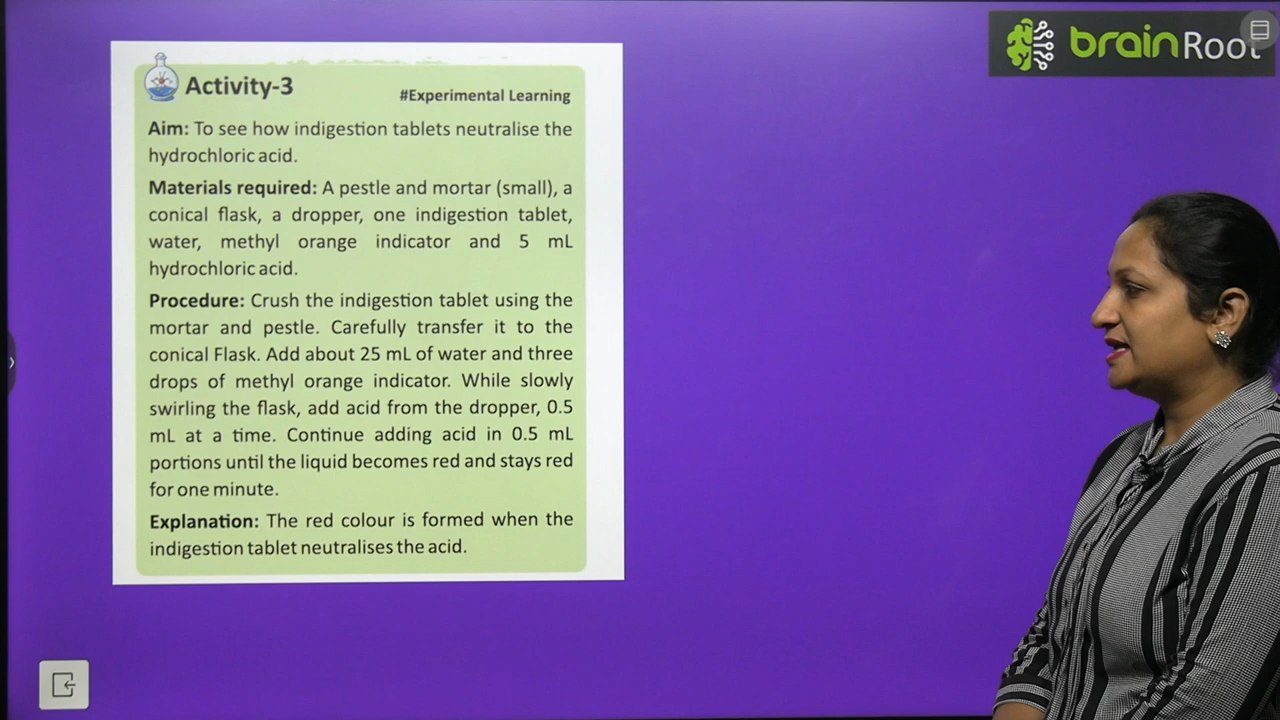 brainRoot
Activity-3
#Experimental Learning
Aim: To see how indigestion tablets neutralise the
hydrochloric acid.
Materials required: A pestle and mortar (small), a
conical flask, a dropper, one indigestion tablet,
water, methyl orange indicator and 5 mL
hydrochloric acid.
Procedure: Crush the indigestion tablet using the
mortar and pestle. Carefully transfer it to the
conical Flask. Add about 25 mL of water and three
drops of methyl orange indicator. While slowly
swirling the flask, add acid from the dropper, 0.5
mL at a time. Continue adding acid in 0.5 mL
portions until the liquid becomes red and stays red
for one minute.
Explanation: The red colour is formed when the
indigestion tablet neutralises the acid.